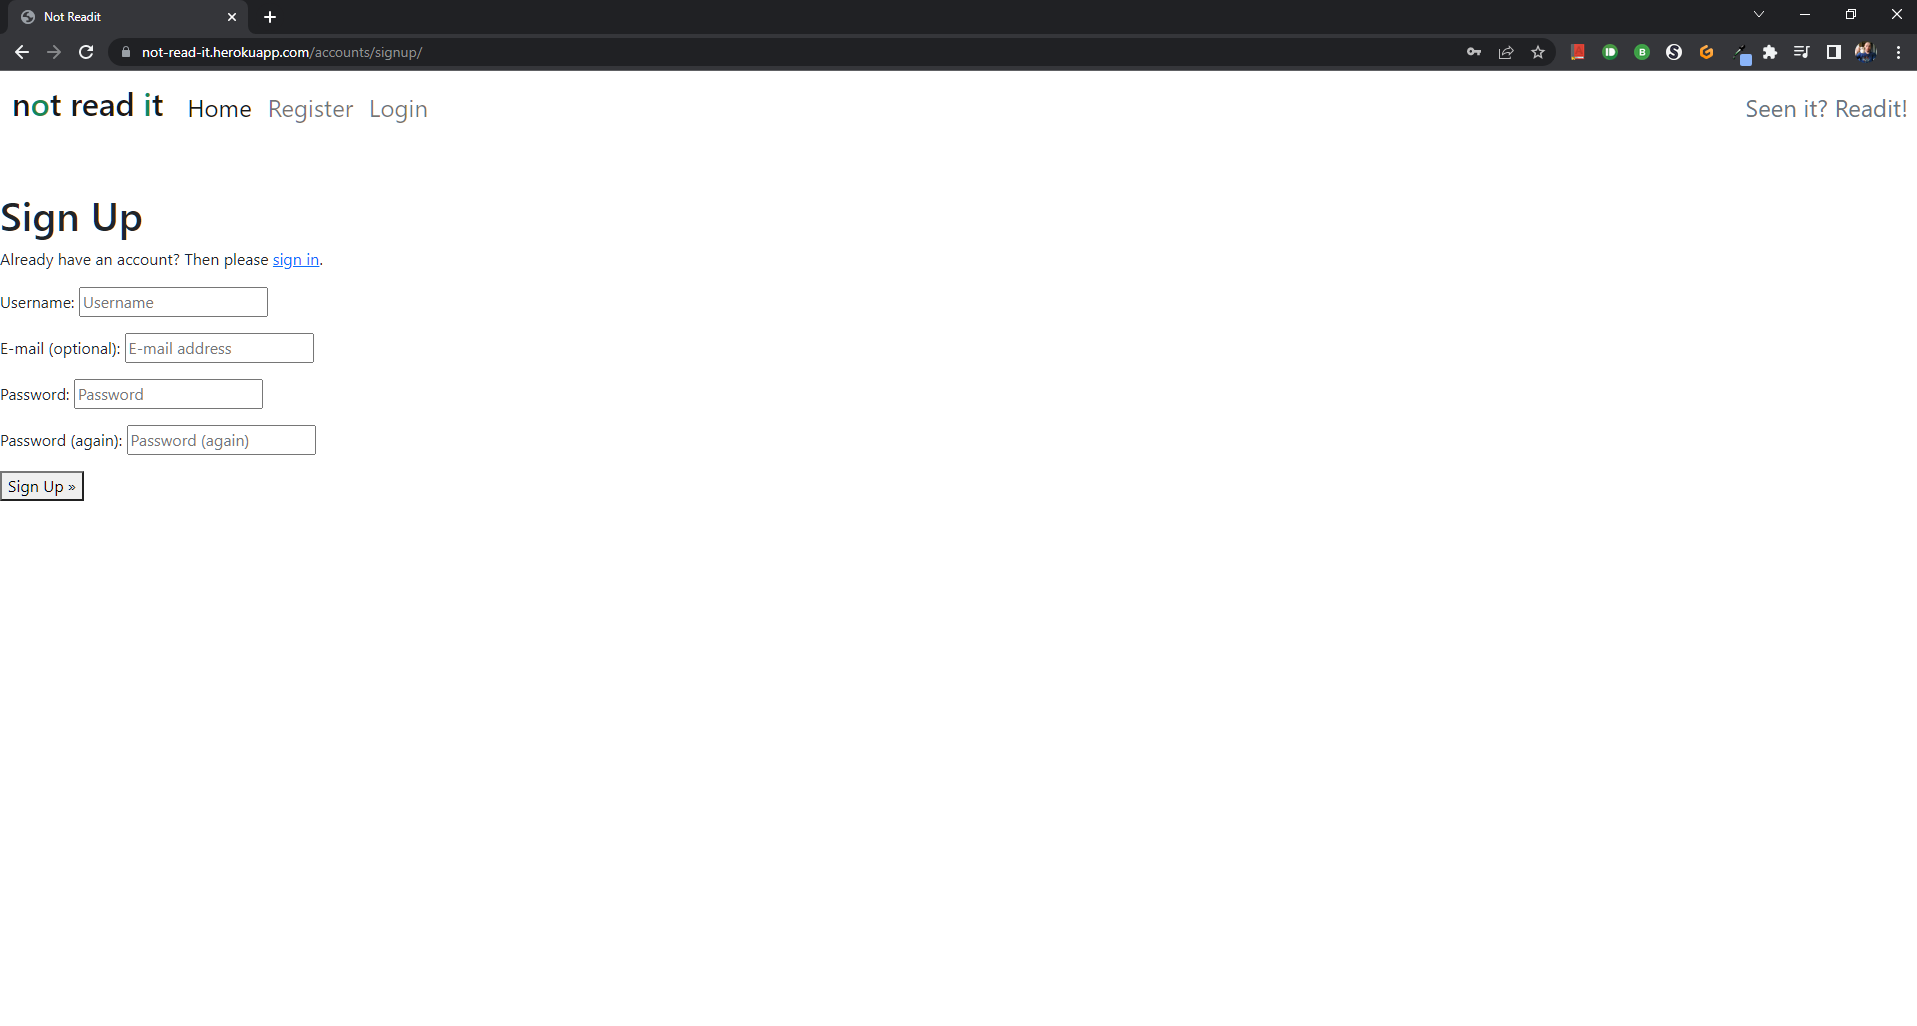 Not Readit
not-read-it.herokuapp.com/accounts/signup/
not read it Home Register Login Seen it? Readit!
Sign Up
Already have an account? Then please sign in.
Username: Username
E-mail (optional): E-mail address
Password: Password
Password (again): Password (again)
Sign Up »